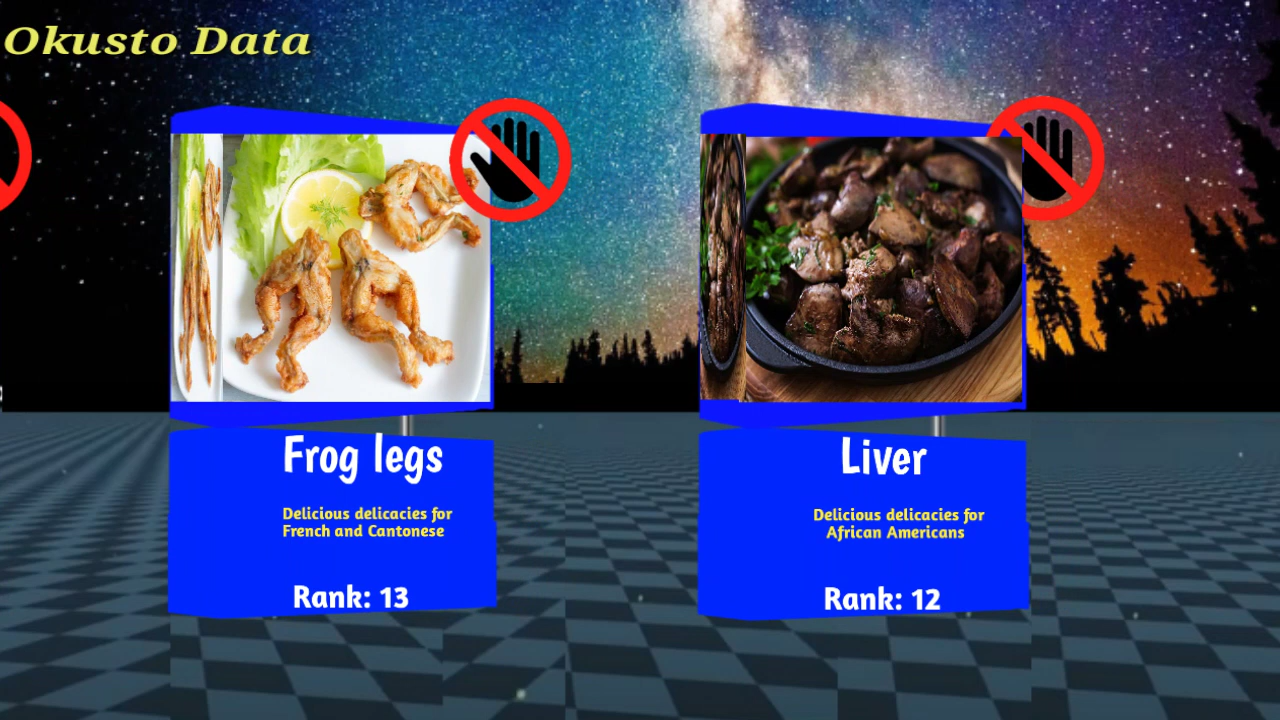 Okusto Data
Frog legs
Delicious delicacies for
French and Cantonese
Rank: 13
Liver
Delicious delicacies for
African Americans
Rank: 12